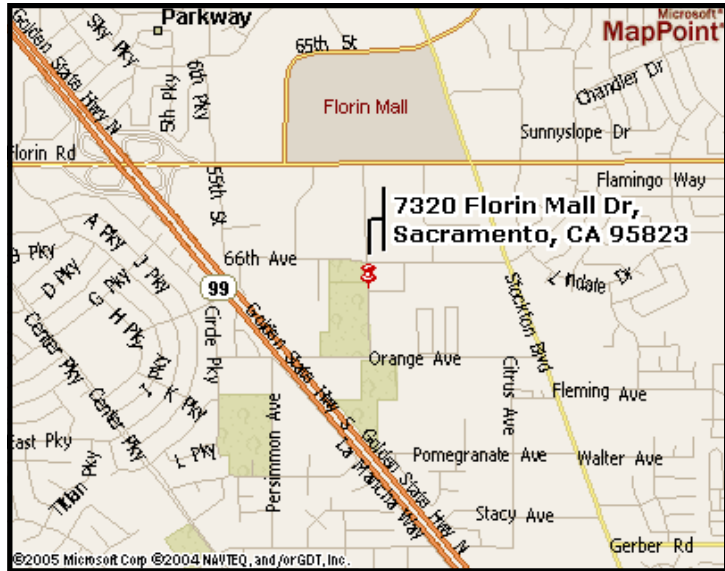 Parkway
Microsoft®
MapPoint®
Golden State Hwy N
Sky Pky
6th Pky
5th Pky
65th St
Chandler Dr
Florin Mall
Sunnyslope Dr
Florin Rd
55th St
Flamingo Way
7320 Florin Mall Dr,
Sacramento, CA 95823
A Pky
B Pky
J Pky
66th Ave
D Pky
G Pky
99
H Pky
Center Pky
Circle Pky
Golden State Hwy S
Stockton Blvd
Orange Ave
I Pky
K Pky
Citrus Ave
Fleming Ave
Center Pky
Persimmon Ave
East Pky
L Pky
La Mancha Way
Golden State Hwy N
Pomegranate Ave
Walter Ave
Stacy Ave
Gerber Rd
©2005 Microsoft Corp ©2004 NAVTEQ, and/or GDT, Inc.